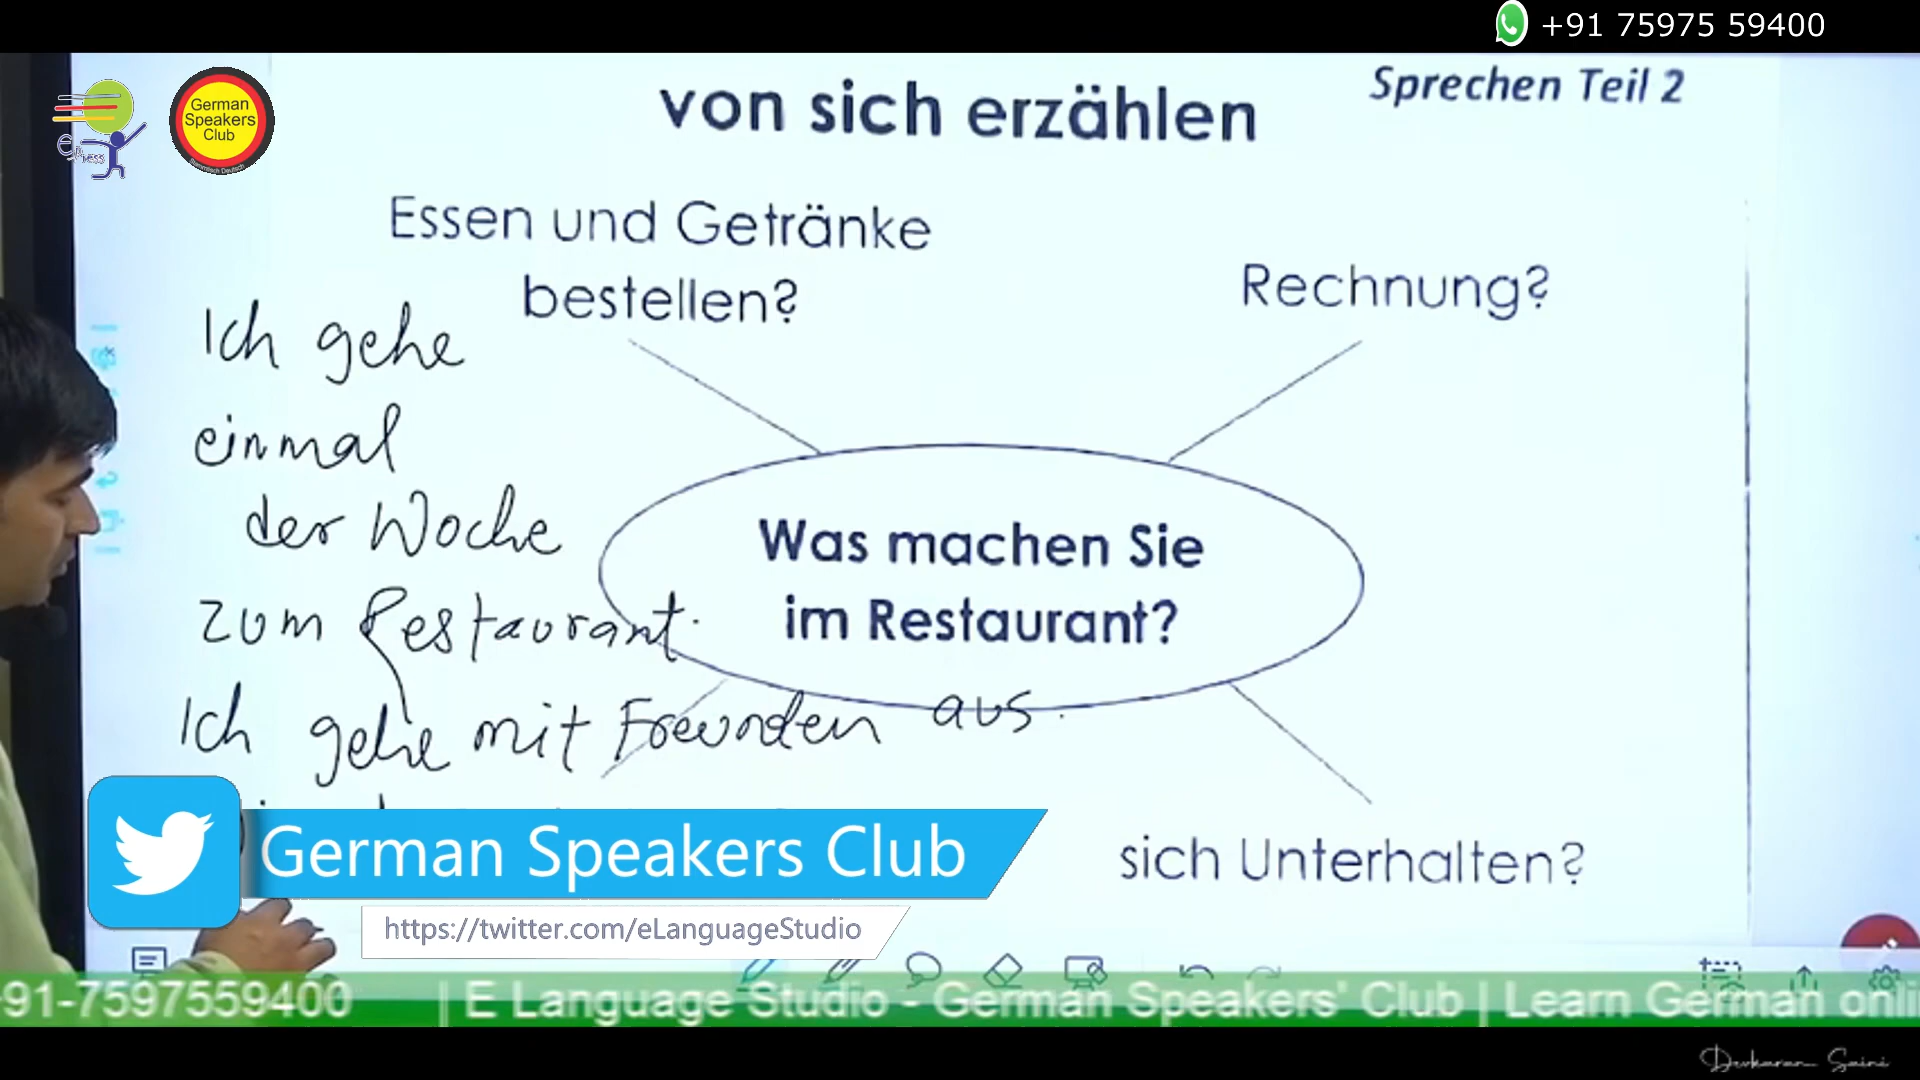 +91 75975 59400
Sprechen Teil 2
von sich erzählen
German
Speakers
Club
Essen und Getränke
bestellen?
Rechnung?
Ich gehe
einmal
der Woche
zum Restaurant.
Ich gehe mit Freunden aus.
Was machen Sie
im Restaurant?
sich Unterhalten?
German Speakers Club
https://twitter.com/eLanguageStudio
91-7597559400 | E Language Studio - German Speakers' Club | Learn German onli
Devkaran Saini